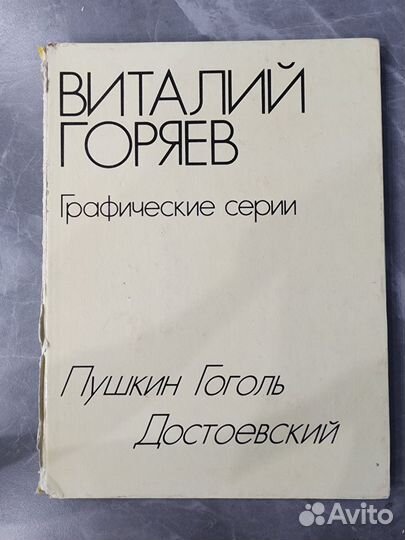 ВИТАЛИЙ
ГОРЯЕВ
Графические серии
Пушкин Гоголь
Достоевский
Avito